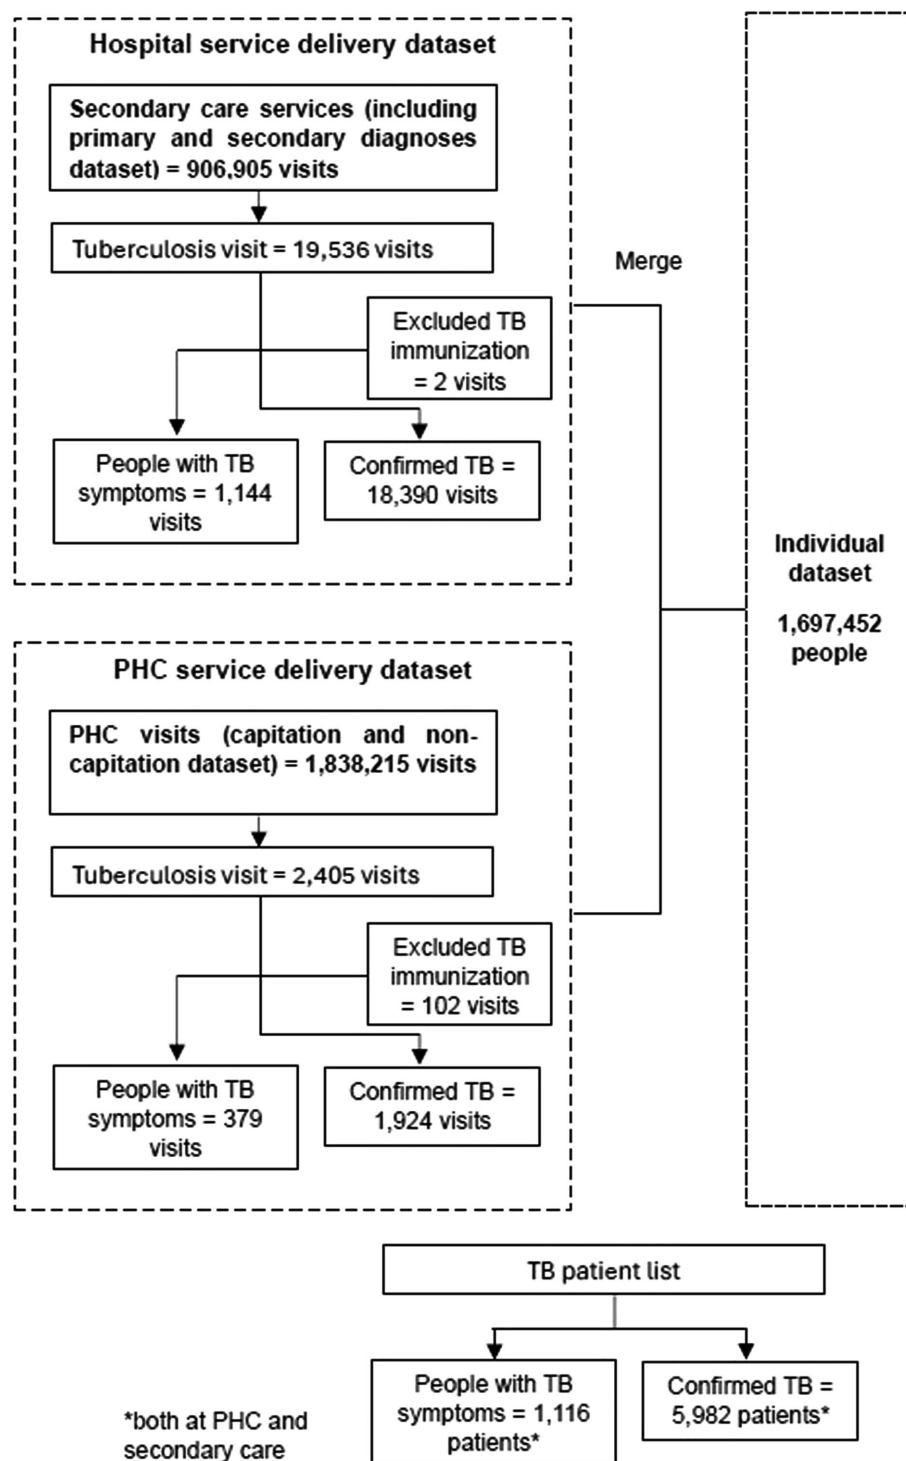 Hospital service delivery dataset
Secondary care services (including
primary and secondary diagnoses
dataset) = 906,905 visits
Tuberculosis visit = 19,536 visits
Merge
Excluded TB
immunization
= 2 visits
People with TB
symptoms = 1,144
visits
Confirmed TB =
18,390 visits
Individual
dataset
1,697,452
people
PHC service delivery dataset
PHC visits (capitation and non-
capitation dataset) = 1,838,215 visits
Tuberculosis visit = 2,405 visits
Excluded TB
immunization
= 102 visits
People with TB
symptoms = 379
visits
Confirmed TB =
1,924 visits
TB patient list
People with TB
symptoms = 1,116
patients*
Confirmed TB =
5,982 patients*
*both at PHC and
secondary care